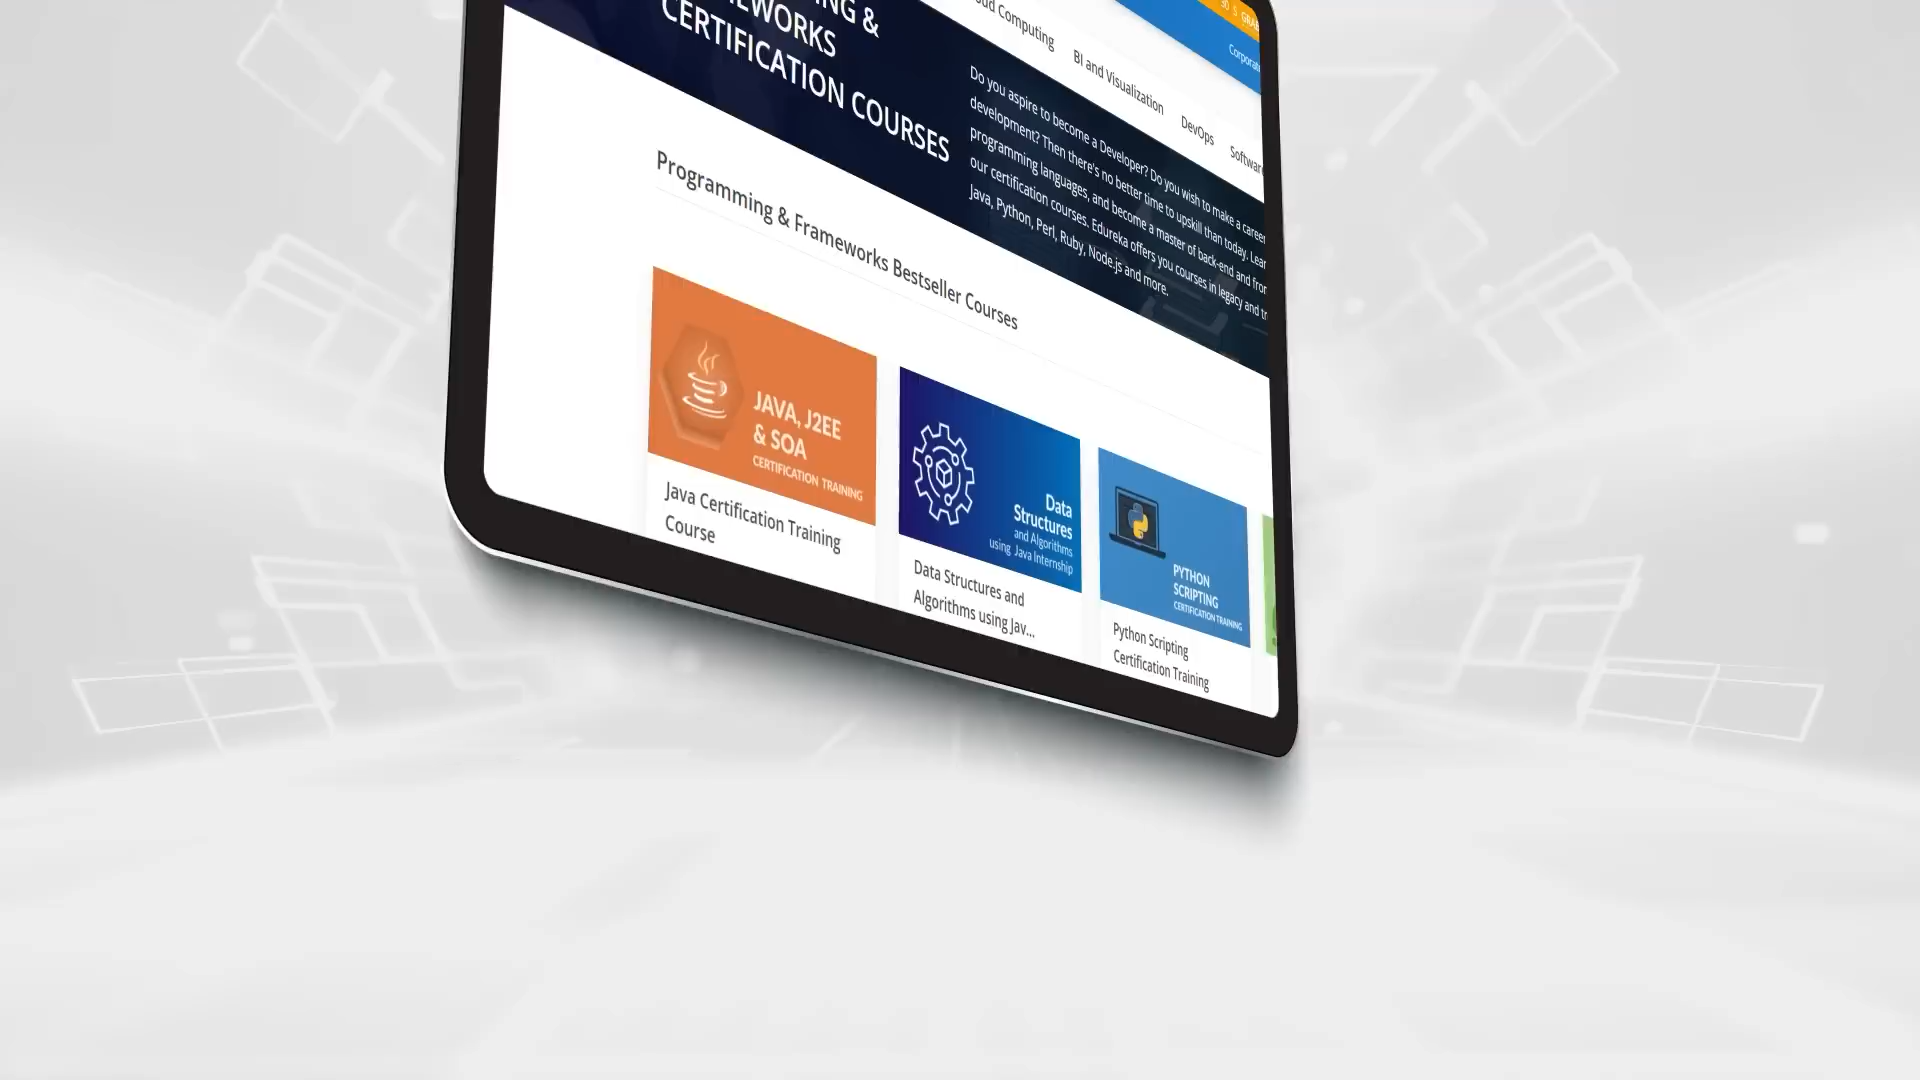 Computing
BI and Visualization
DevOps
Corporat
&
CERTIFICATION COURSES
Do you aspire to become a Developer? Do you wish to make a career
development? Then there's no better time to upskill than today. Lear
programming languages, and become a master of back-end and fron
our certification courses. Edureka offers you courses in legacy and tr
Java, Python, Perl, Ruby, Node.js and more.
Programming & Frameworks Bestseller Courses
JAVA, J2EE
& SOA
CERTIFICATION TRAINING
Java Certification Training
Course
Data
Structures
and Algorithms
using Java Internship
Data Structures and
Algorithms using Jav...
PYTHON
SCRIPTING
CERTIFICATION TRAINING
Python Scripting
Certification Training